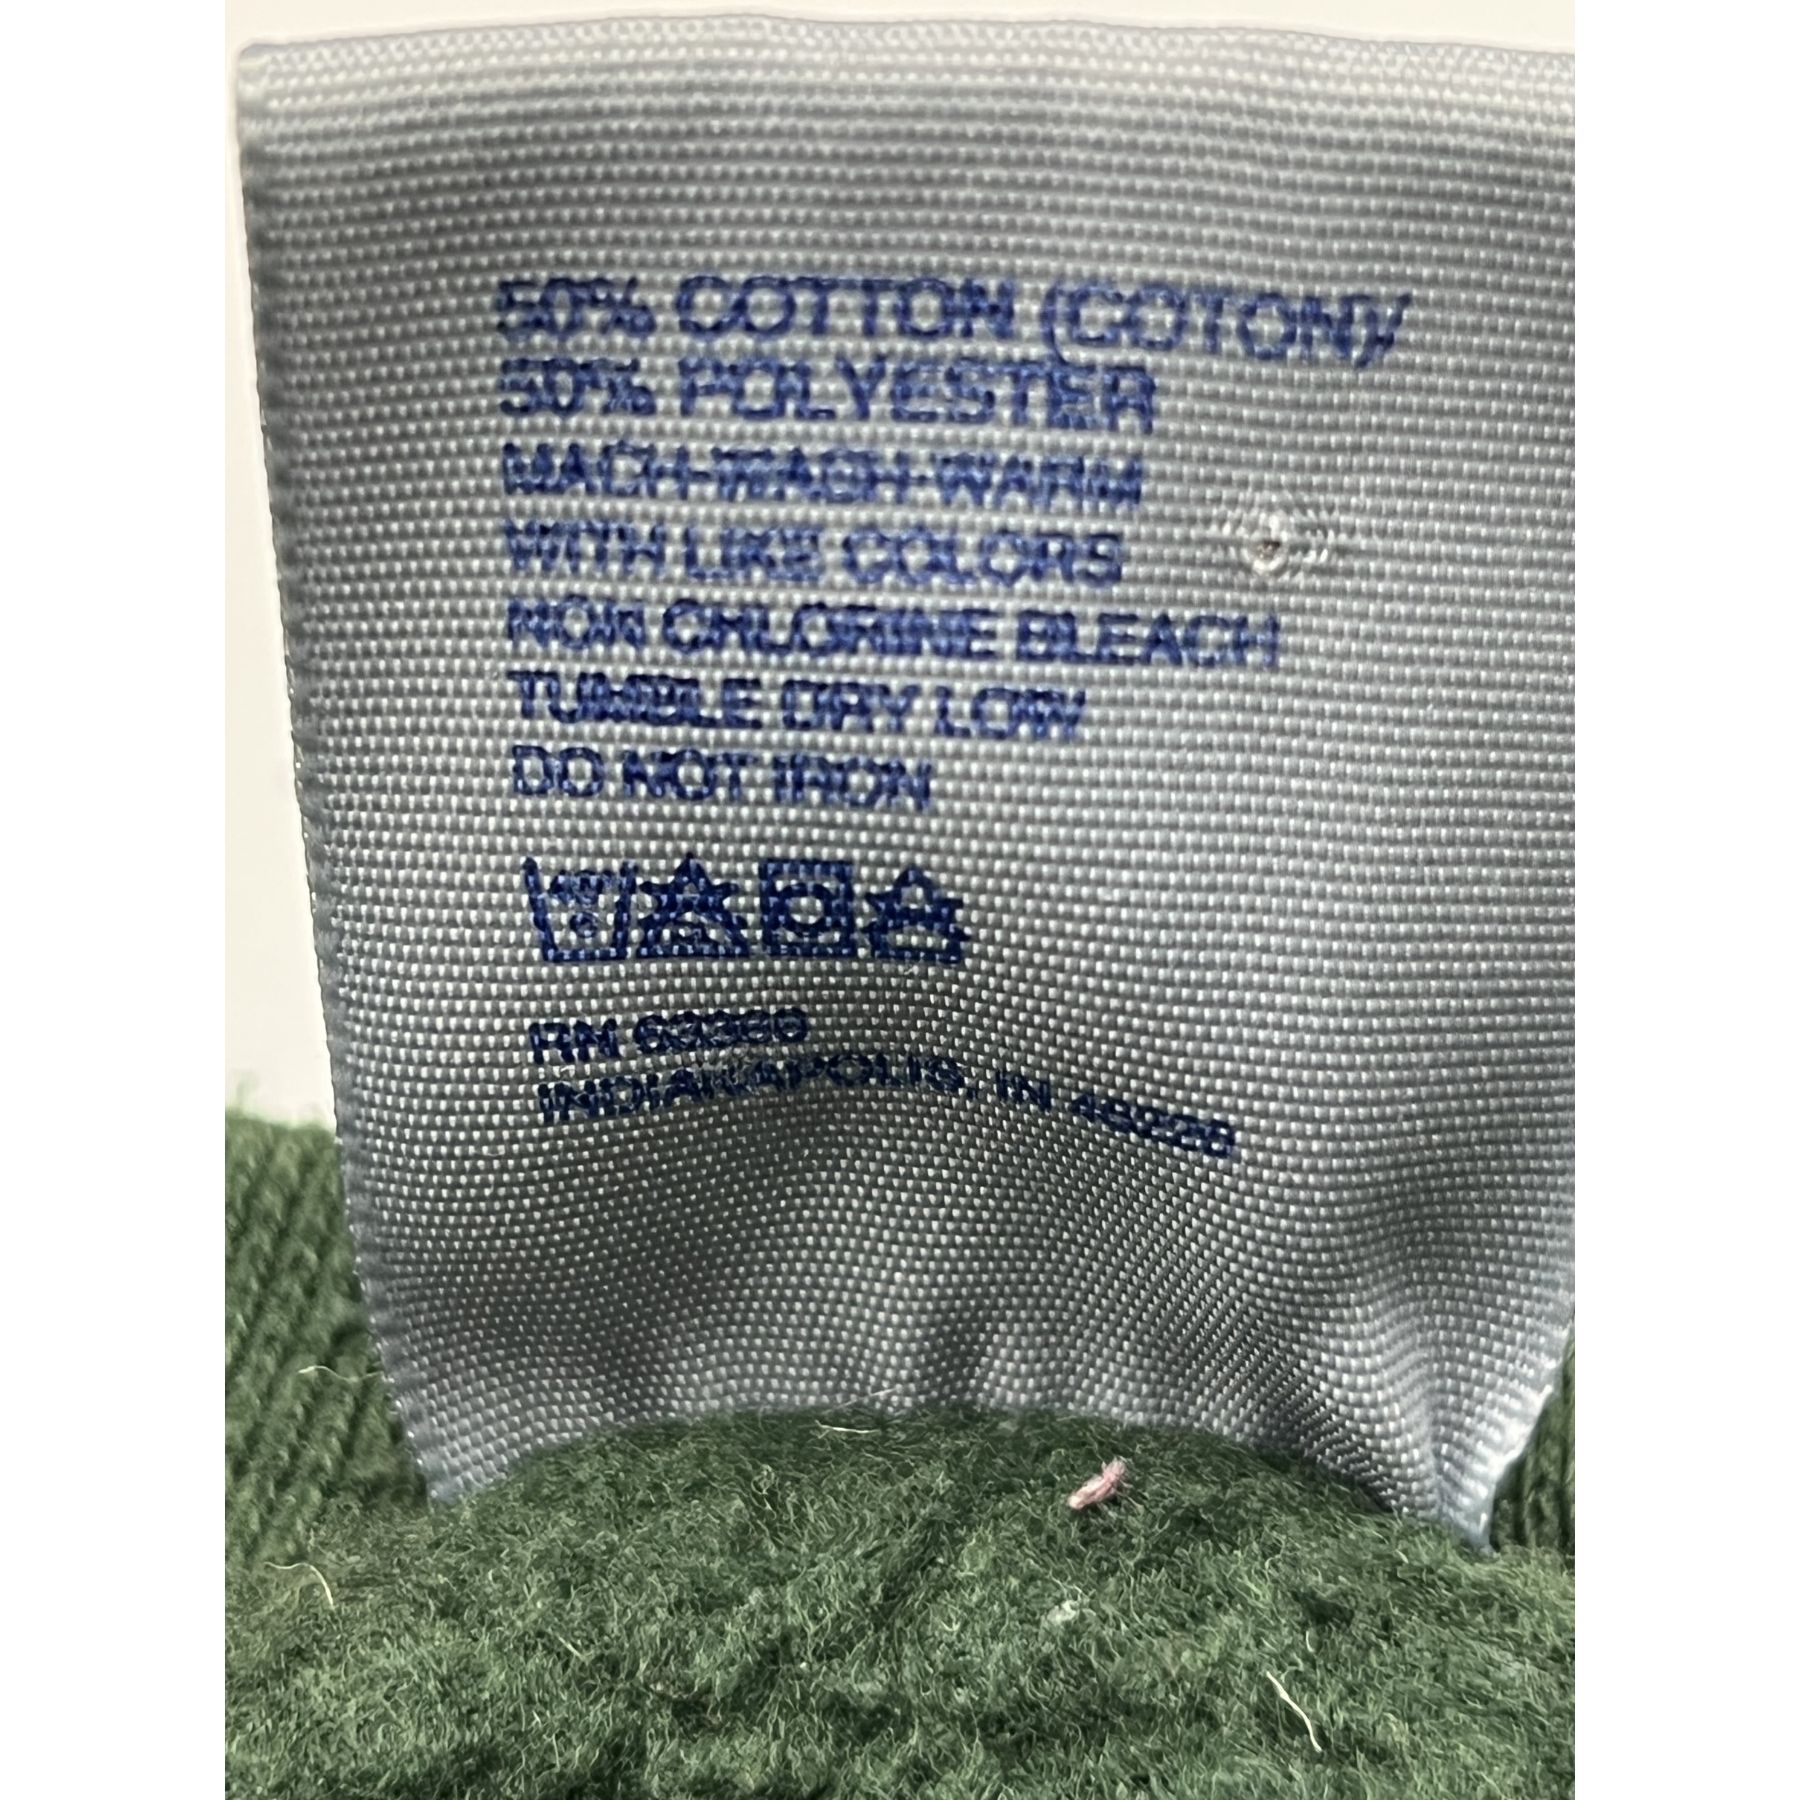 50% COTTON (COTON)/
50% POLYESTER
MACH-WASH-WARM
WITH LIKE COLORS
NON CHLORINE BLEACH
TUMBLE DRY LOW
DO NOT IRON
RN
INDIANAPOLIS, IN 46226